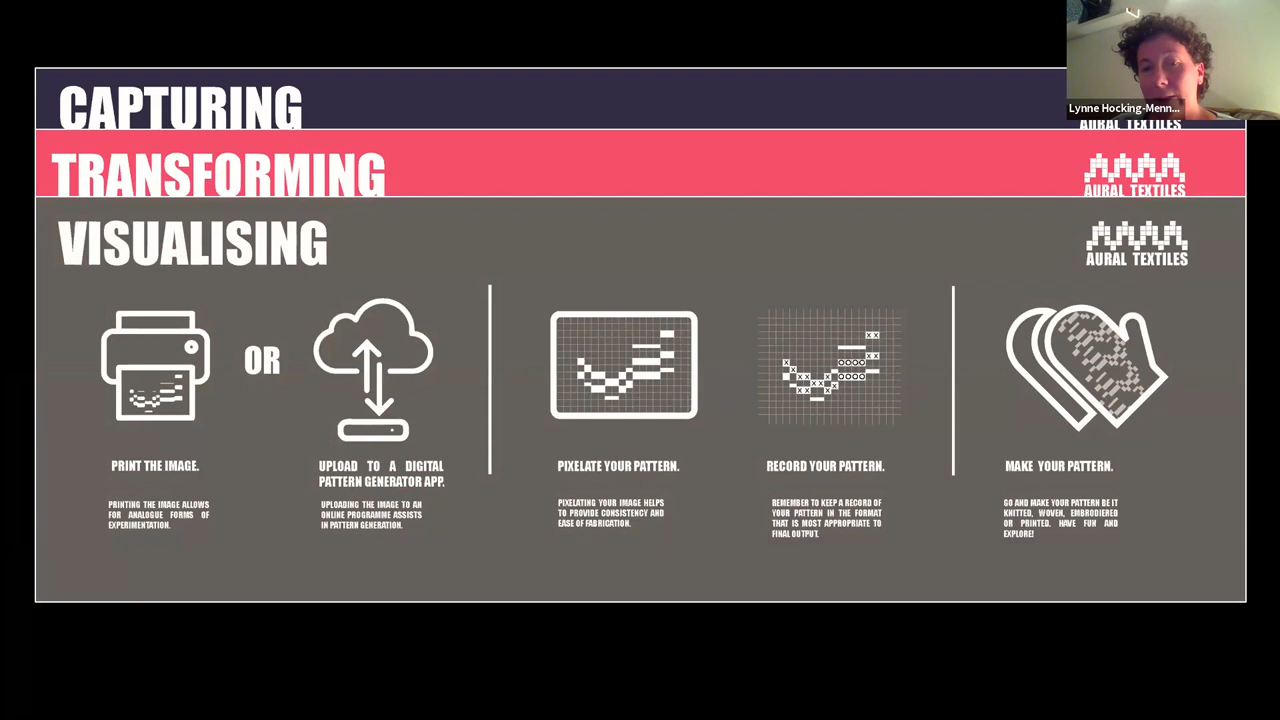 CAPTURING
Lynne Hocking-Menn...
AURAL TEXTILES
TRANSFORMING
AURAL TEXTILES
VISUALISING
AURAL TEXTILES
OR
PRINT THE IMAGE.
PRINTING THE IMAGE ALLOWS
FOR ANALOGUE FORMS OF
EXPERIMENTATION.
UPLOAD TO A DIGITAL
PATTERN GENERATOR APP.
UPLOADING THE IMAGE TO AN
ONLINE PROGRAMME ASSISTS
IN PATTERN GENERATION.
PIXELATE YOUR PATTERN.
PIXELATING YOUR IMAGE HELPS
TO PROVIDE CONSISTENCY AND
EASE OF FABRICATION.
RECORD YOUR PATTERN.
REMEMBER TO KEEP A RECORD OF
YOUR PATTERN IN THE FORMAT
THAT IS MOST APPROPRIATE TO
FINAL OUTPUT.
MAKE YOUR PATTERN.
GO AND MAKE YOUR PATTERN BE IT
KNITTED, WOVEN, EMBRODIERED
OR PRINTED. HAVE FUN AND
EXPLORE!